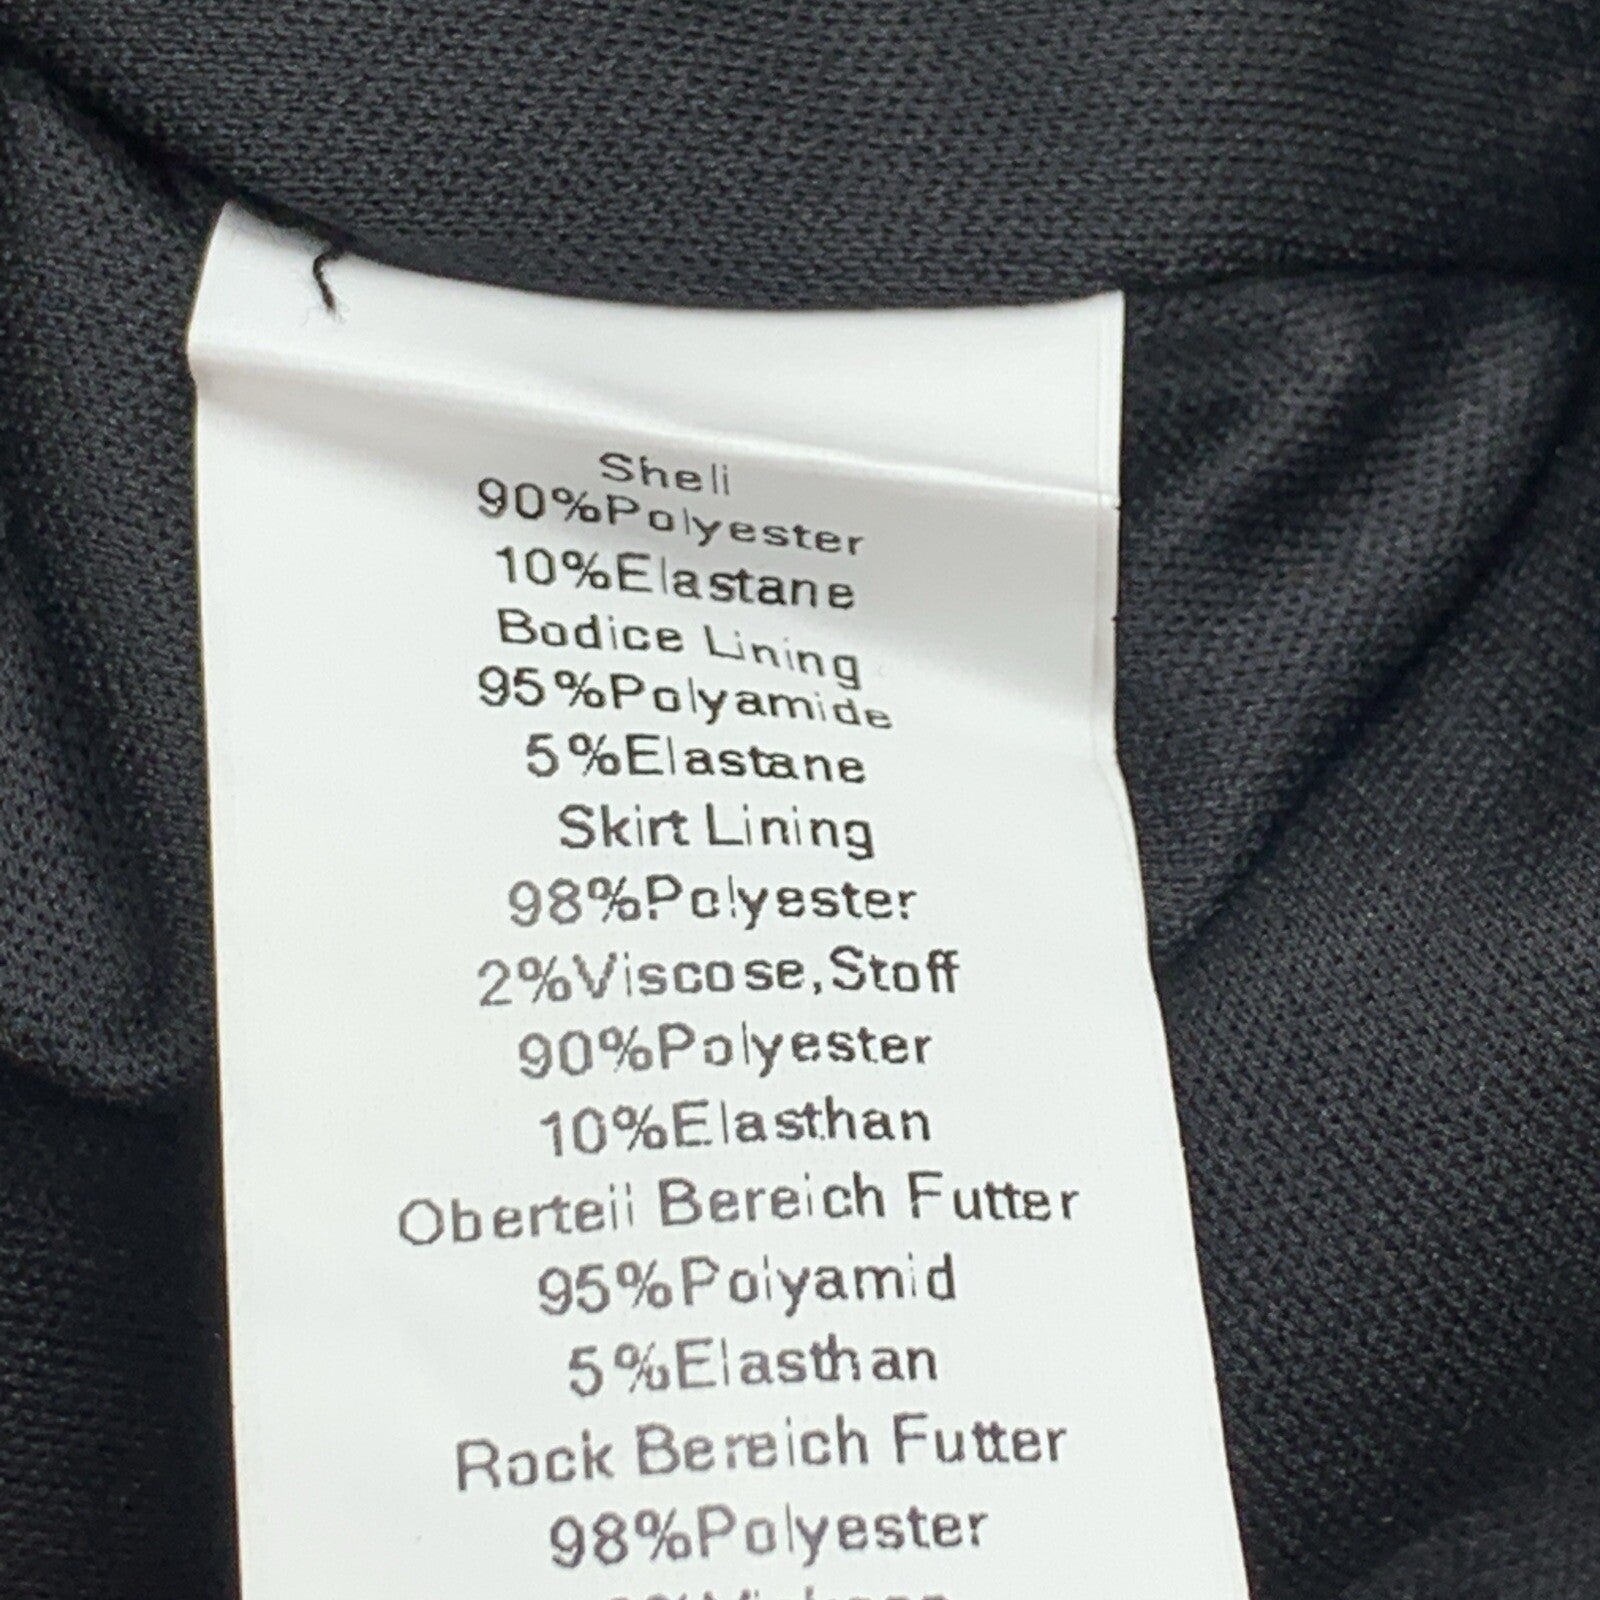 Shell
90%Polyester
10%Elastane
Bodice Lining
95%Polyamide
5%Elastane
Skirt Lining
98%Polyester
2%Viscose,Stoff
90%Polyester
10%Elasthan
Oberteil Bereich Futter
95%Polyamid
5%Elasthan
Rock Bereich Futter
98%Polyester